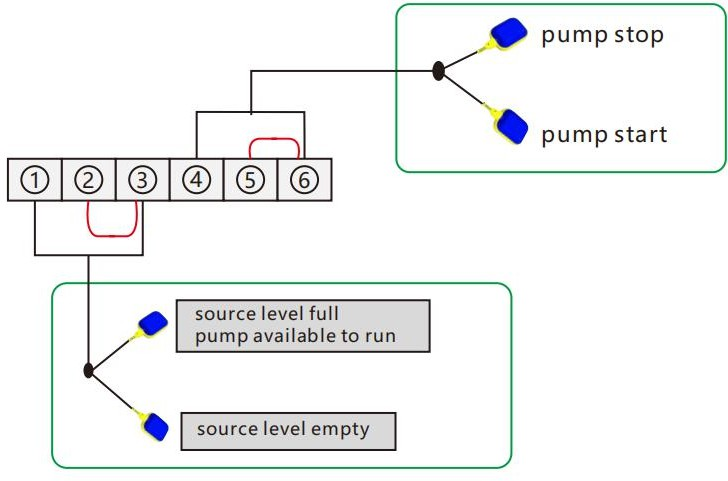 pump stop
pump start
① ② ③ ④ ⑤ ⑥
source level full
pump available to run
source level empty